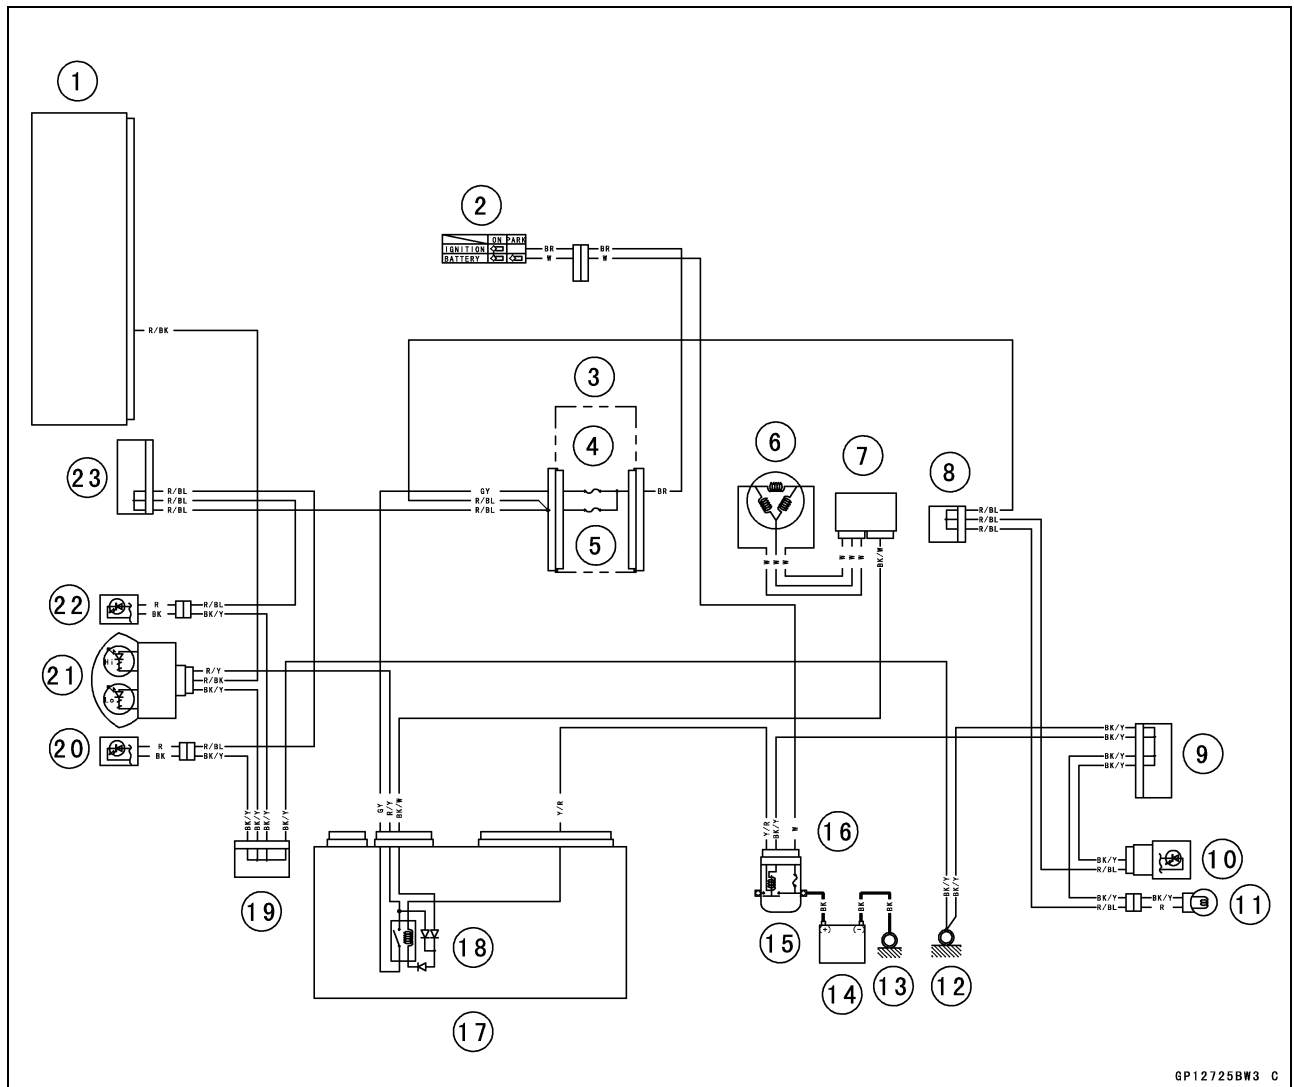 1
2
ON PARK
IGNITION
BATTERY
BR
W
BR
W
R/BK
3
4
GY
R/BL
R/BL
BR
5
6
W W W
7
W W W BK/W
8
R/BL
R/BL
R/BL
23
R/BL
R/BL
R/BL
22
R
BK
R/BL
BK/Y
21
Hi
Lo
R/Y
R/BK
BK/Y
20
R
BK
R/BL
BK/Y
BK/Y
BK/Y
9
BK/Y
BK/Y
BK/Y BK/Y BK/Y BK/Y
19
GY R/Y BK/W
Y/R
Y/R BK/Y W
16
BK/Y
R/BL
10
BK/Y
R/BL
BK/Y
R
11
BK BK
BK/Y BK/Y
(+) (-)
15
14
13
12
18
17
GP12725BW3 C